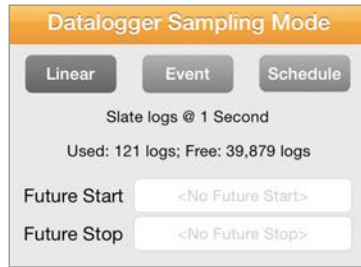 Datalogger Sampling Mode
Linear Event Schedule
Slate logs @ 1 Second
Used: 121 logs; Free: 39,879 logs
Future Start <No Future Start>
Future Stop <No Future Stop>